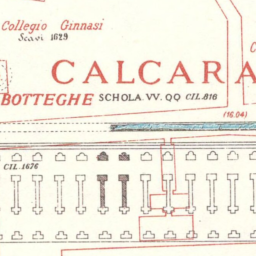 Collegio Ginnasi
Scavi 1629
CALCARA
BOTTEGHE SCHOLA VV. QQ CIL.816
(16.04)
CIL. 1676